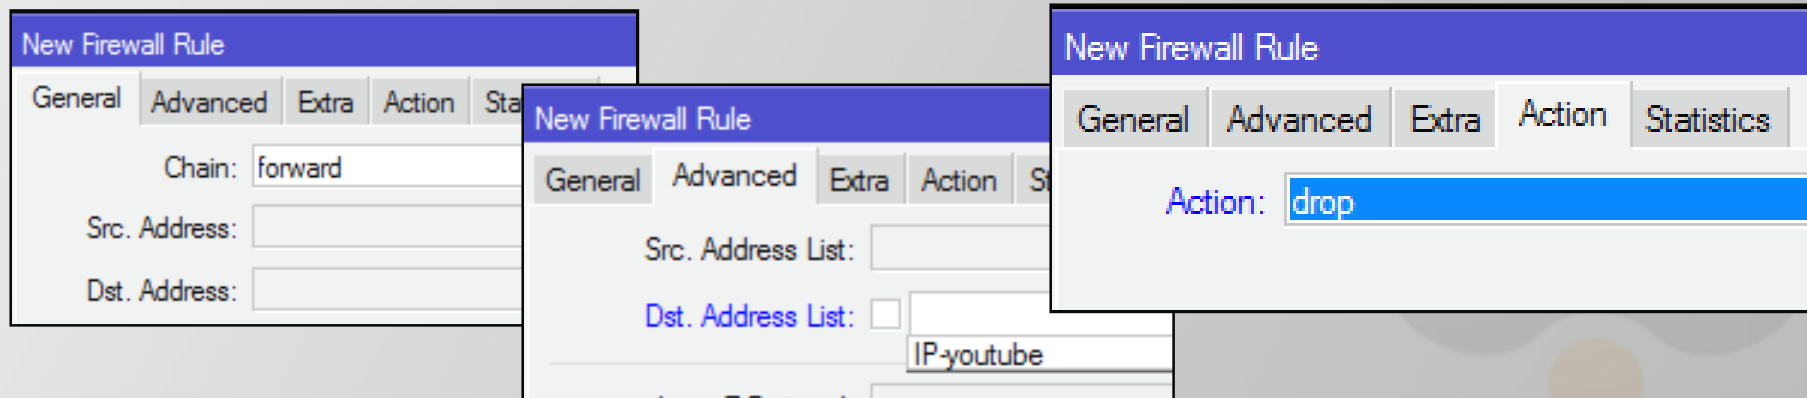 New Firewall Rule
General Advanced Extra Action Sta
Chain: forward
Src. Address:
Dst. Address:
New Firewall Rule
General Advanced Extra Action St
Src. Address List:
Dst. Address List:
IP-youtube
New Firewall Rule
General Advanced Extra Action Statistics
Action: drop